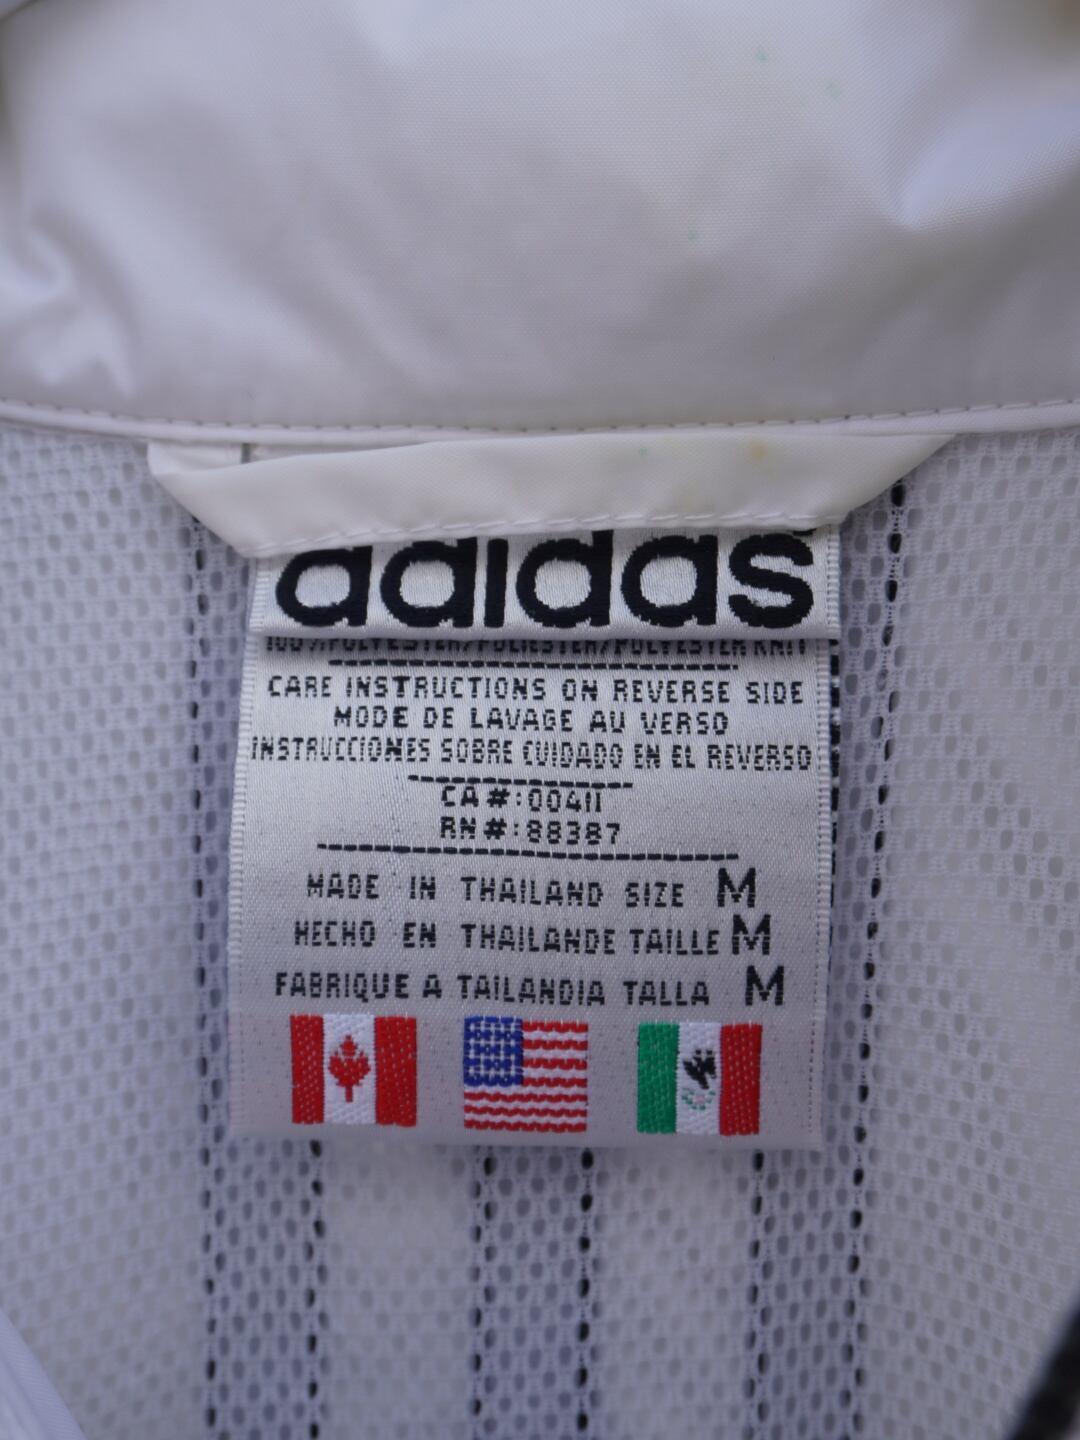 adidas
100%POLYESTER/POLIESTER/POLYESTER KNIT
CARE INSTRUCTIONS ON REVERSE SIDE
MODE DE LAVAGE AU VERSO
INSTRUCCIONES SOBRE CUIDADO EN EL REVERSO
CA#:00411
RN#:88387
MADE IN THAILAND SIZE M
HECHO EN THAILANDE TAILLE M
FABRIQUE A TAILANDIA TALLA M